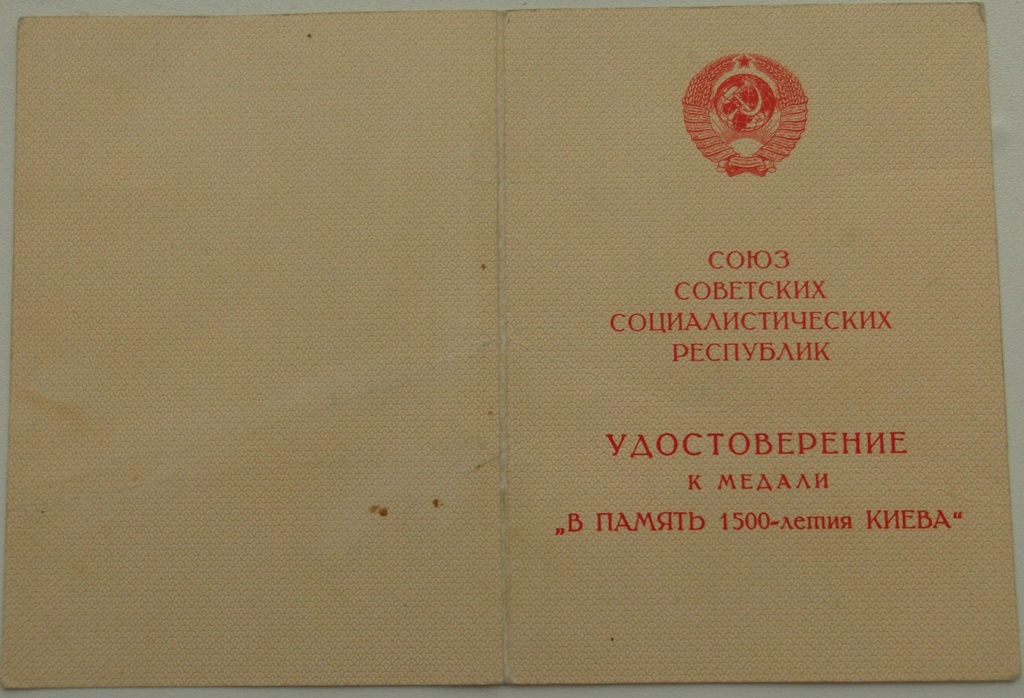 СОЮЗ
СОВЕТСКИХ
СОЦИАЛИСТИЧЕСКИХ
РЕСПУБЛИК
УДОСТОВЕРЕНИЕ
К МЕДАЛИ
„В ПАМЯТЬ 1500-летия КИЕВА“